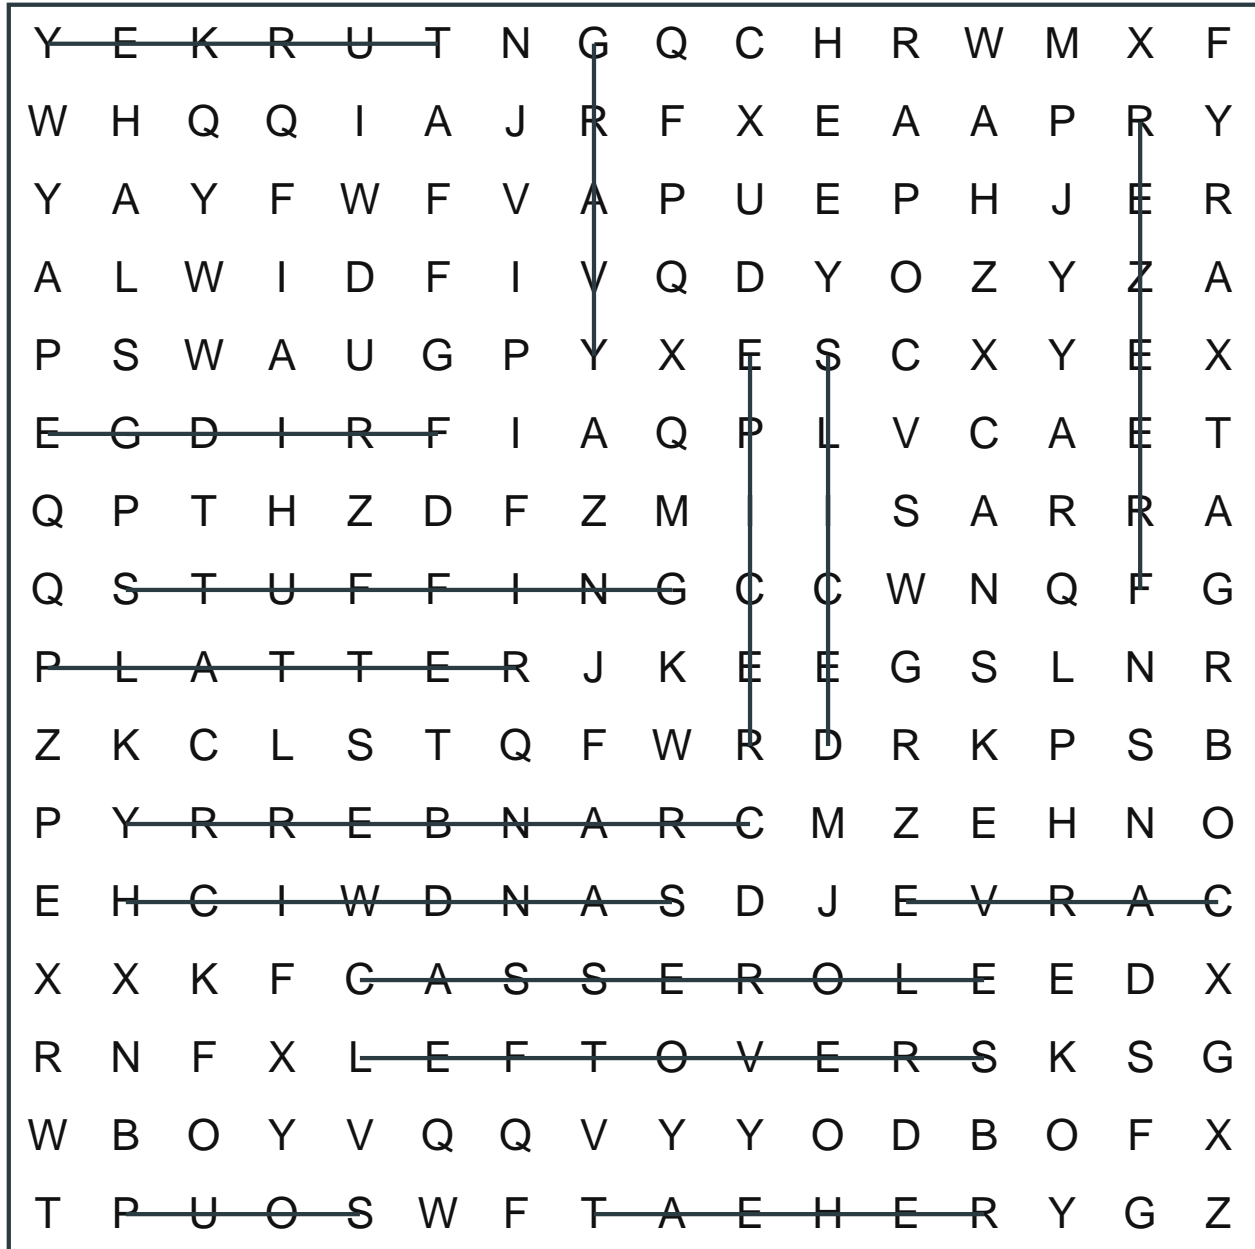 Y E K R U T N G Q C H R W M X F
W H Q Q I A J R F X E A A P R Y
Y A Y F W F V A P U E P H J E R
A L W I D F I V Q D Y O Z Y Z A
P S W A U G P Y X E S C X Y E X
E G D I R F I A Q P L V C A E T
Q P T H Z D F Z M I I S A R R A
Q S T U F F I N G C C W N Q F G
P L A T T E R J K E E G S L N R
Z K C L S T Q F W R D R K P S B
P Y R R E B N A R C M Z E H N O
E H C I W D N A S D J E V R A C
X X K F C A S S E R O L E E D X
R N F X L E F T O V E R S K S G
W B O Y V Q Q V Y Y O D B O F X
T P U O S W F T A E H E R Y G Z